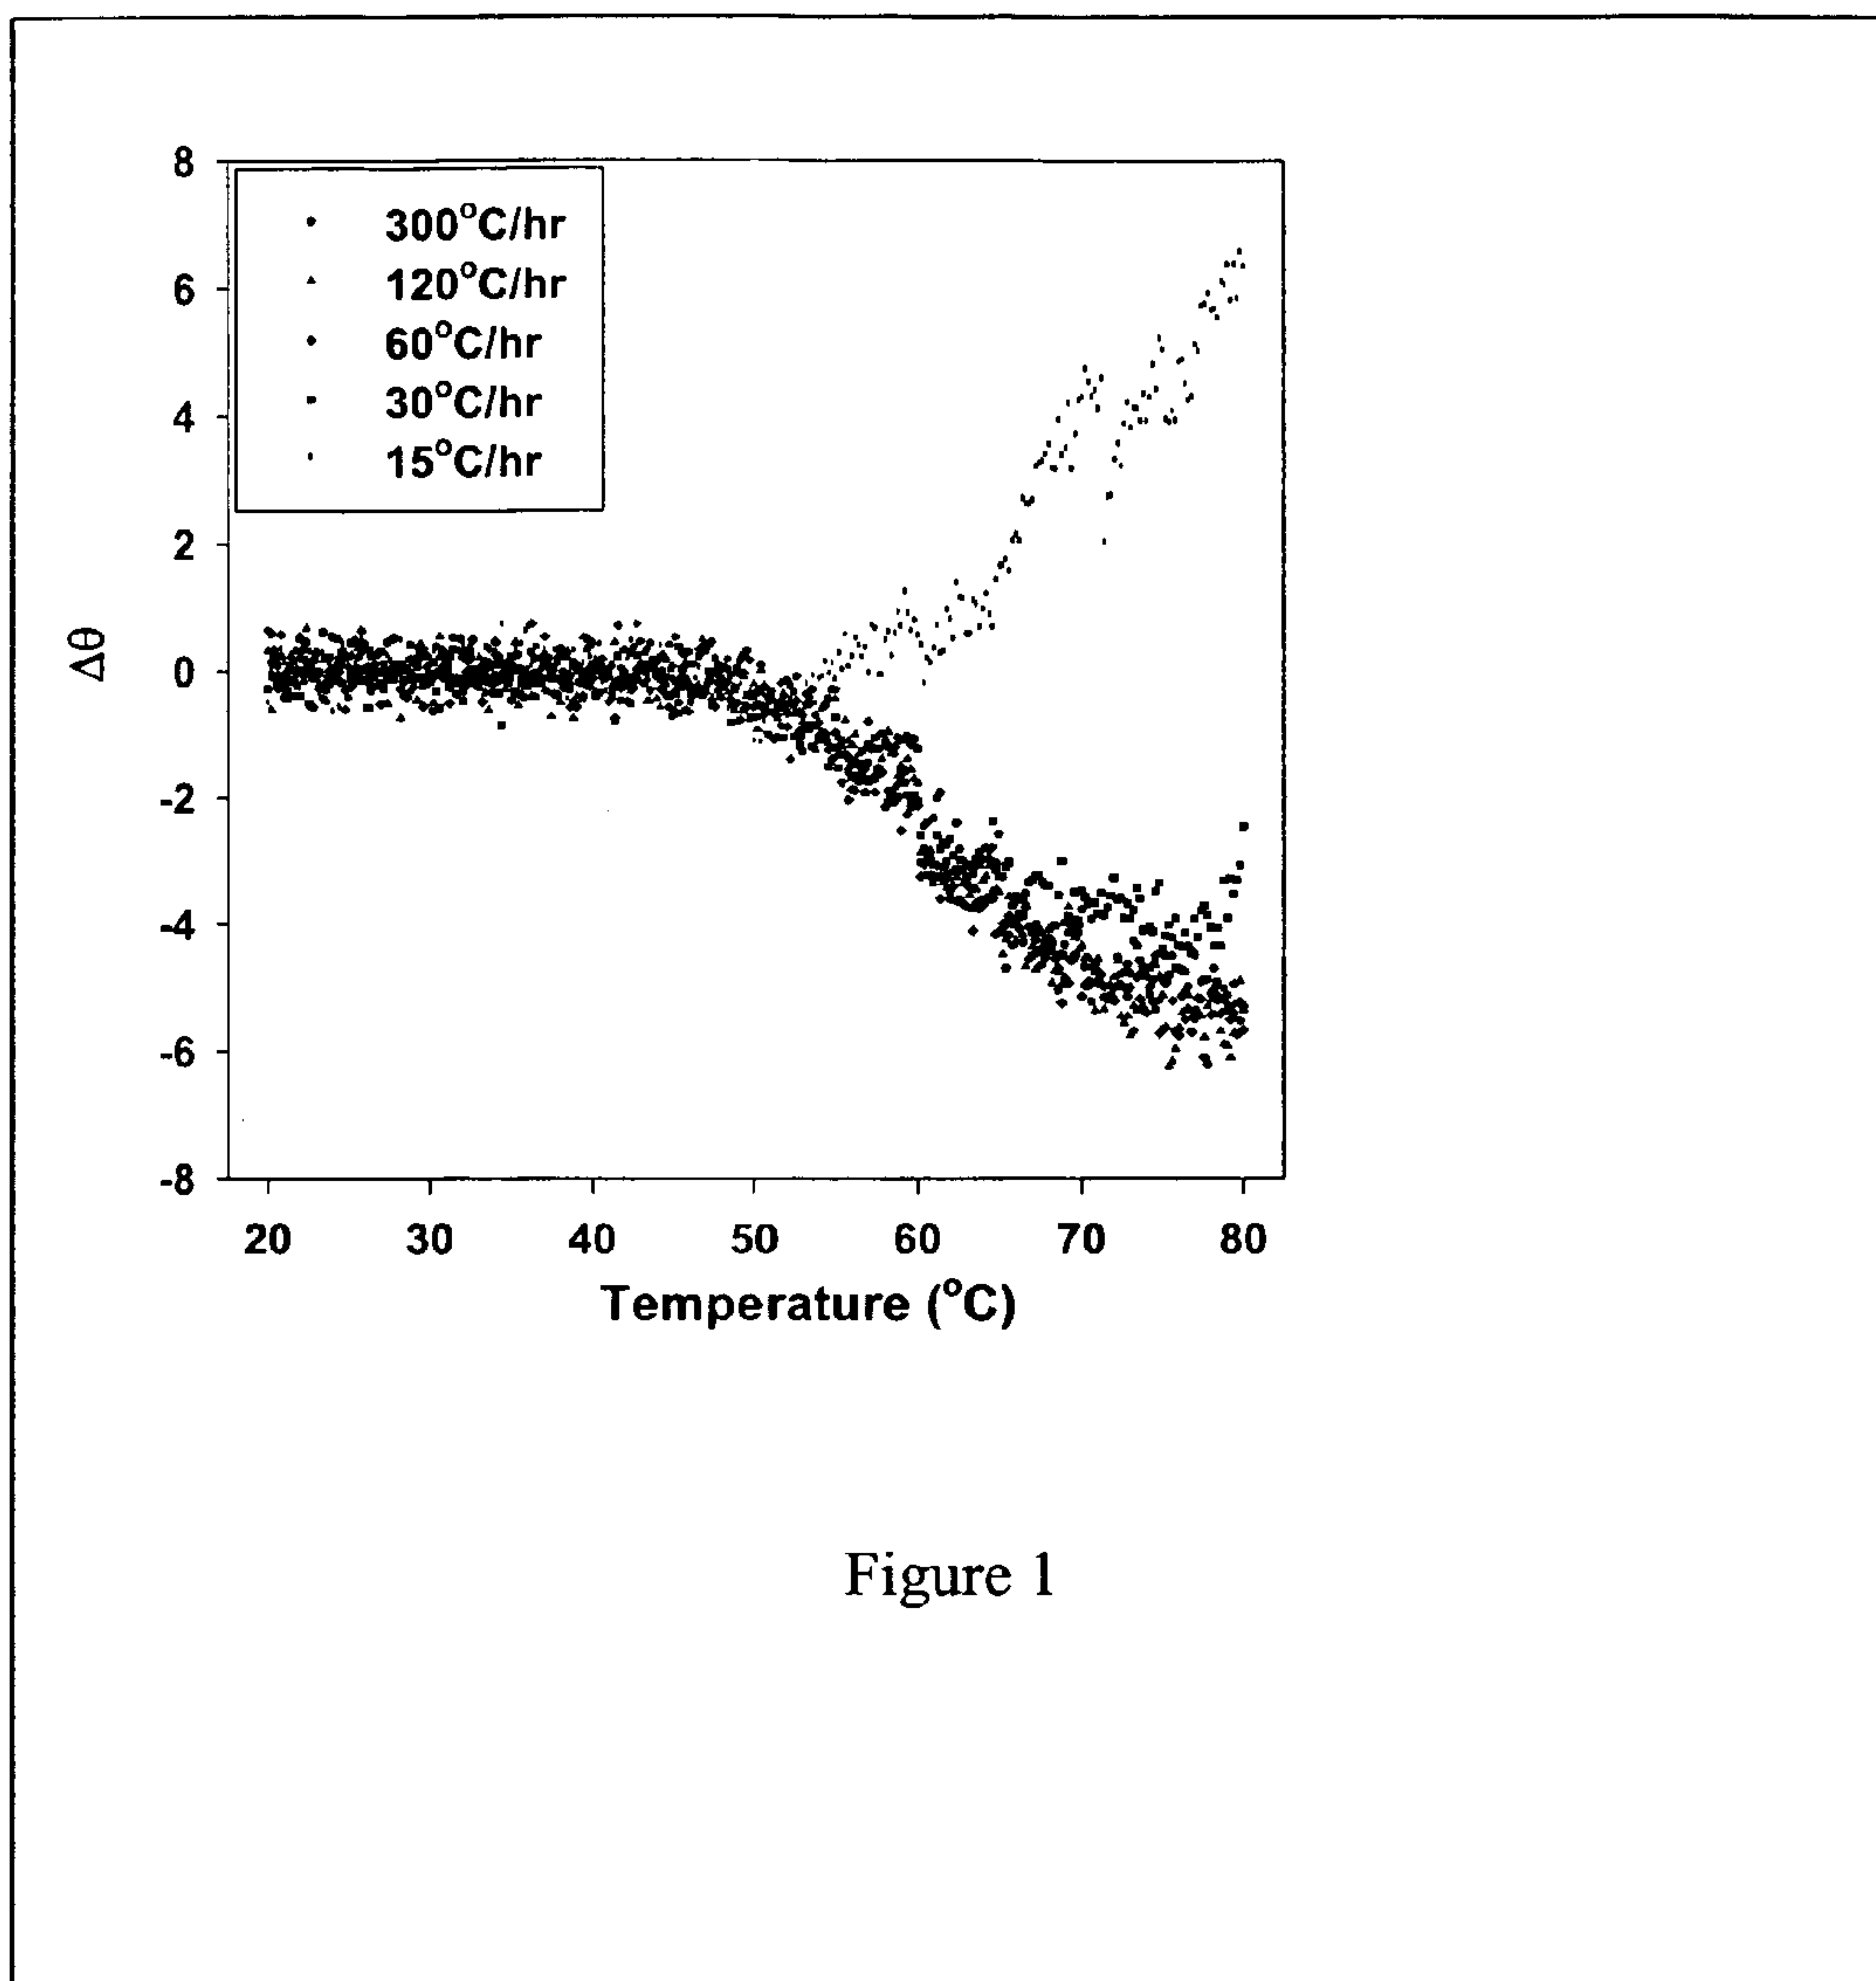 8
300°C/hr
120°C/hr
60°C/hr
30°C/hr
15°C/hr
6
4
2
0
-2
-4
-6
-8
Δθ
20 30 40 50 60 70 80
Temperature (°C)
Figure 1